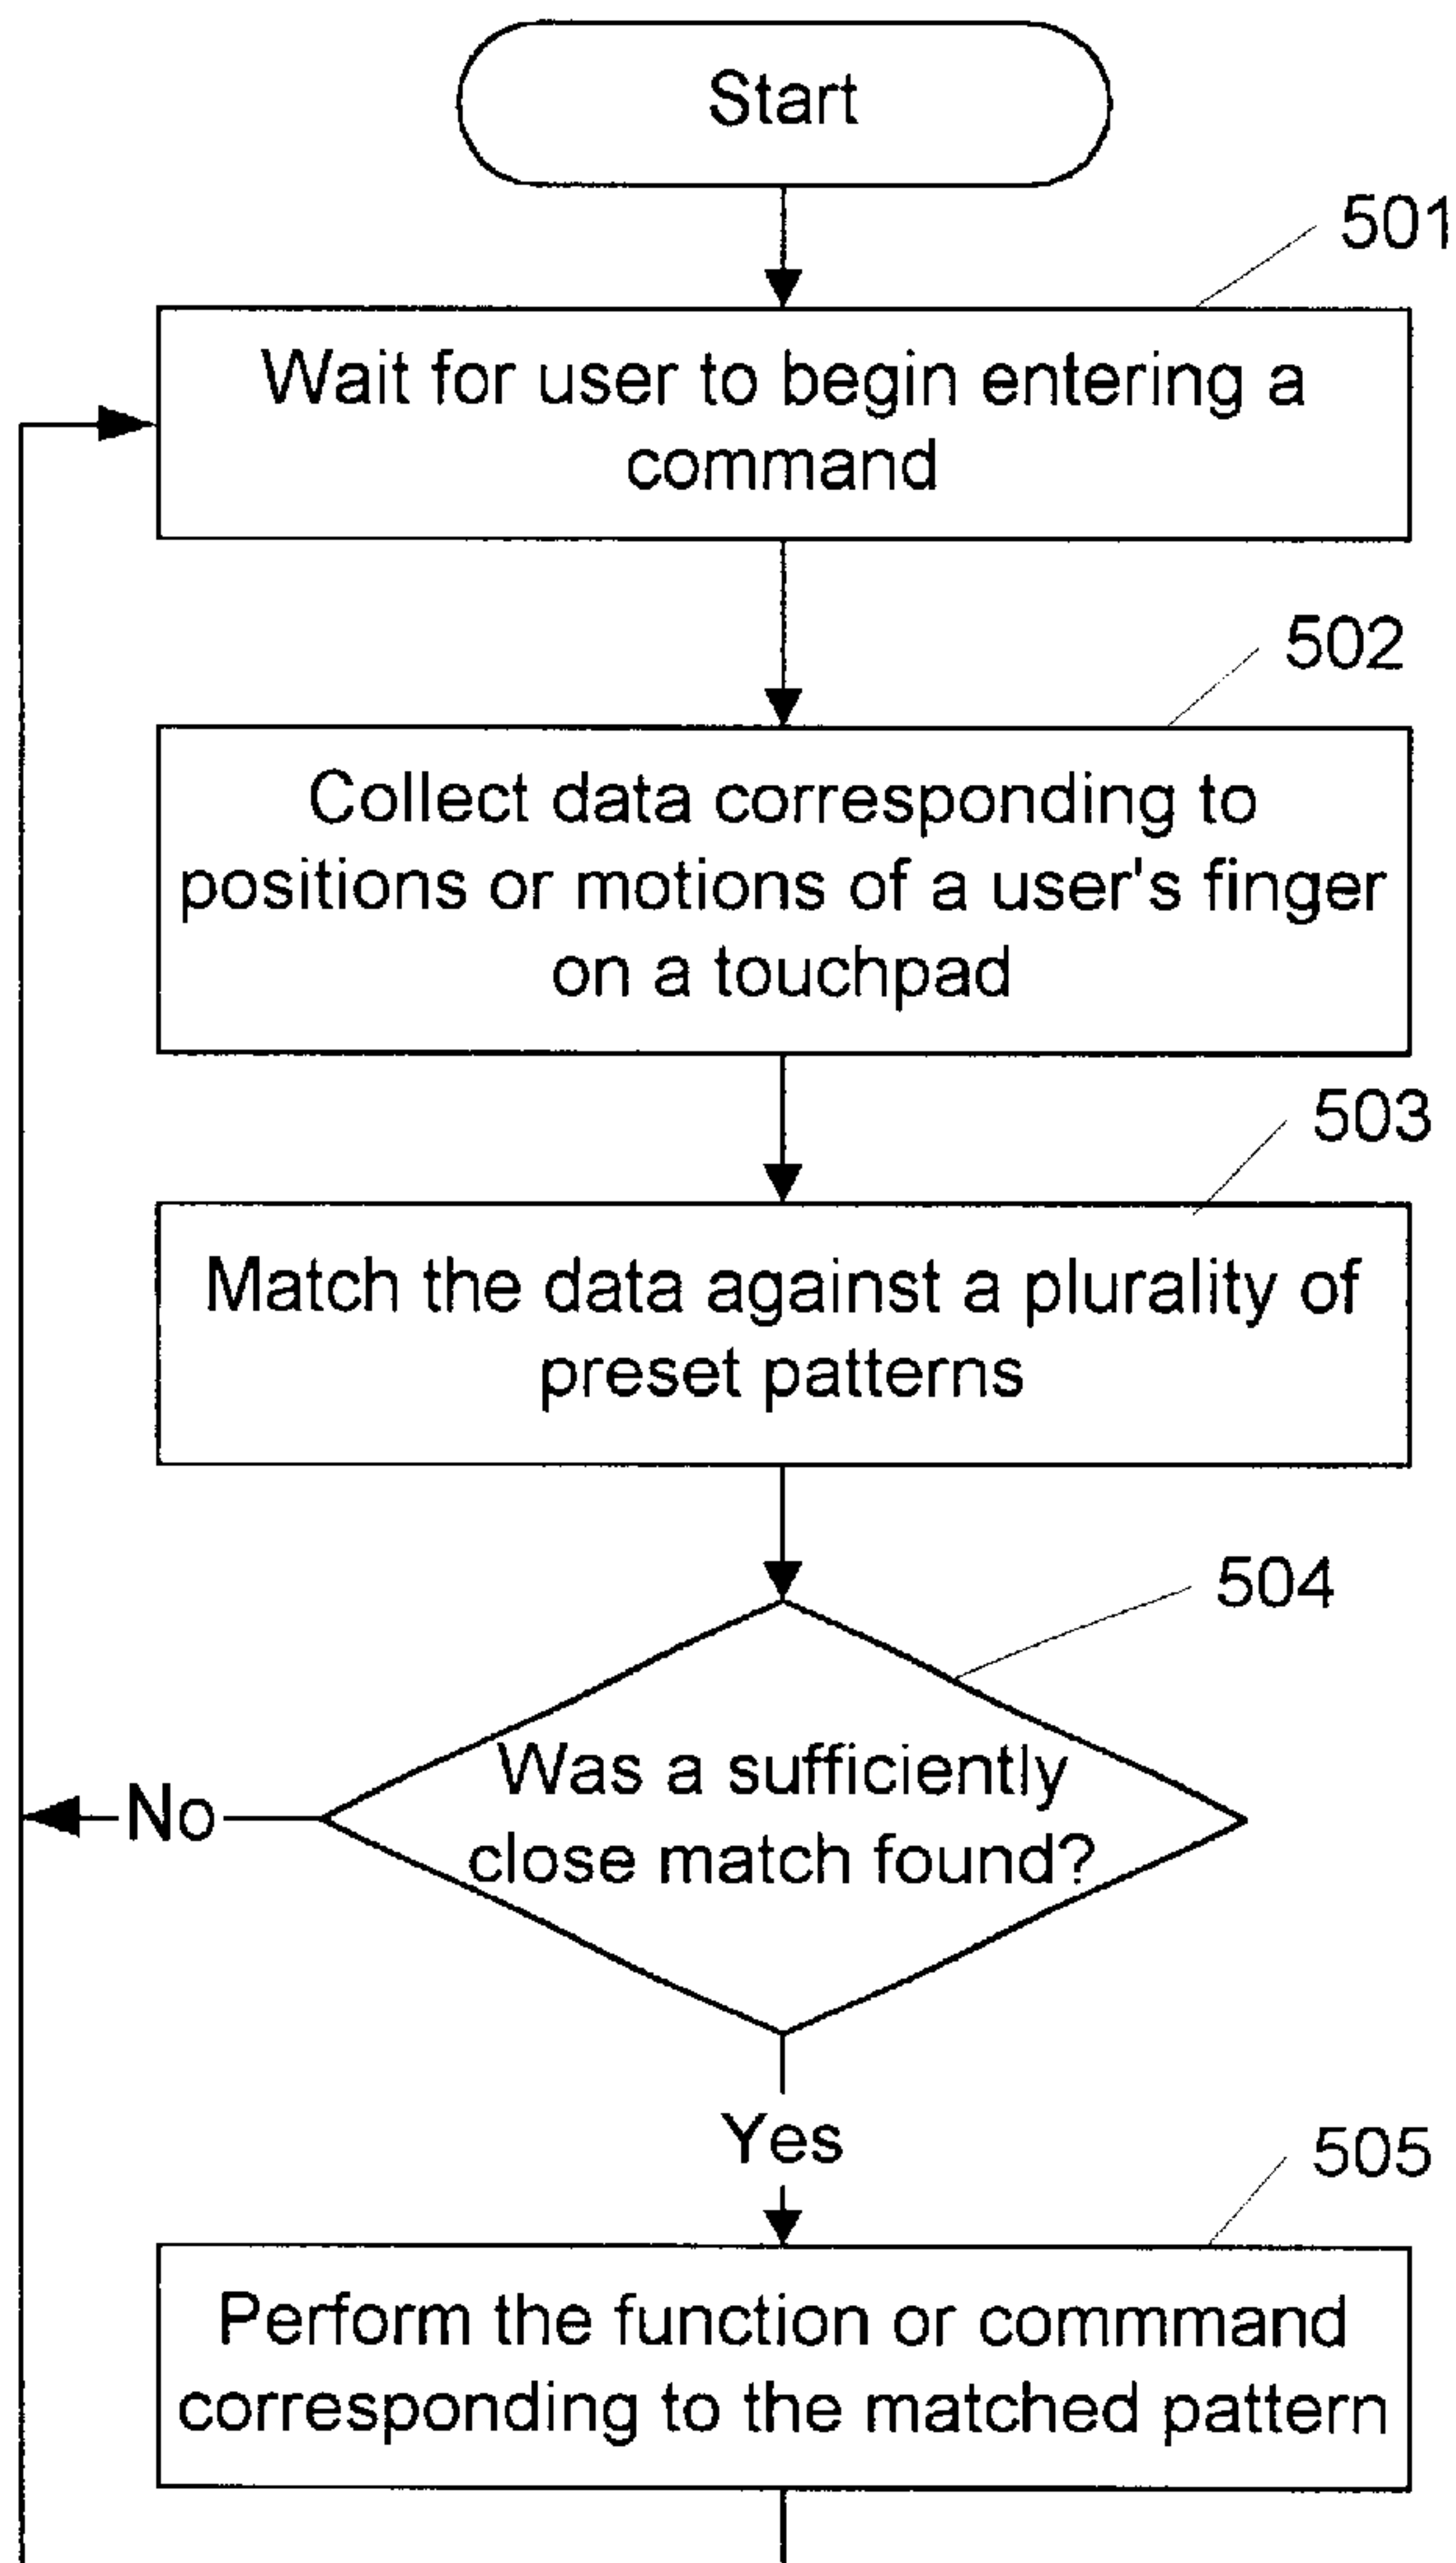 Start
501
Wait for user to begin entering a
command
502
Collect data corresponding to
positions or motions of a user's finger
on a touchpad
503
Match the data against a plurality of
preset patterns
504
Was a sufficiently
close match found?
No
Yes
505
Perform the function or commmand
corresponding to the matched pattern